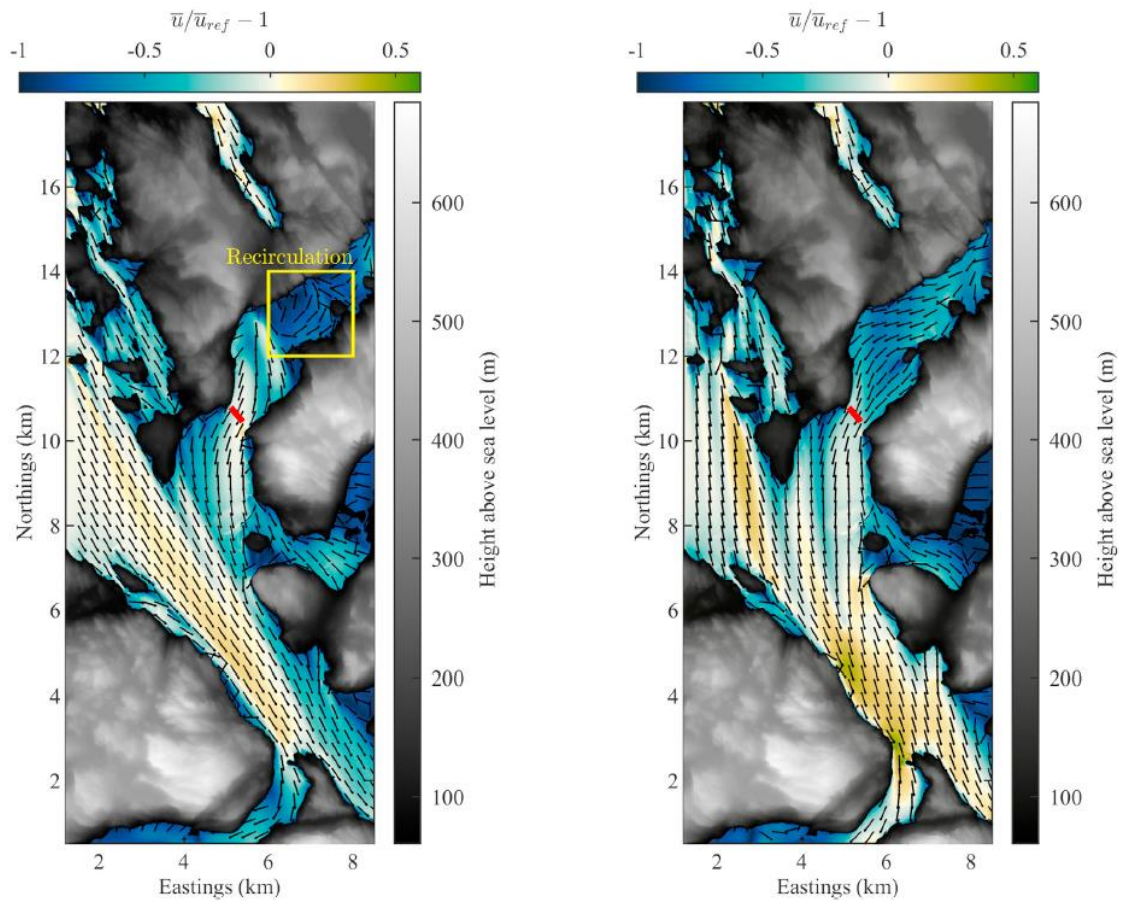 u̅/u̅_ref − 1
-1 -0.5 0 0.5
Recirculation
16
14
12
10
8
6
4
2
Northings (km)
2 4 6 8
Eastings (km)
600
500
400
300
200
100
Height above sea level (m)
u̅/u̅_ref − 1
-1 -0.5 0 0.5
16
14
12
10
8
6
4
2
Northings (km)
2 4 6 8
Eastings (km)
600
500
400
300
200
100
Height above sea level (m)